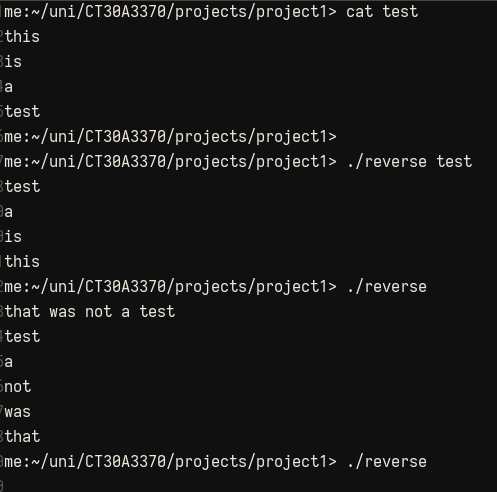 me:~/uni/CT30A3370/projects/project1> cat test
this
is
a
test
me:~/uni/CT30A3370/projects/project1>
me:~/uni/CT30A3370/projects/project1> ./reverse test
test
a
is
this
me:~/uni/CT30A3370/projects/project1> ./reverse
that was not a test
test
a
not
was
that
me:~/uni/CT30A3370/projects/project1> ./reverse